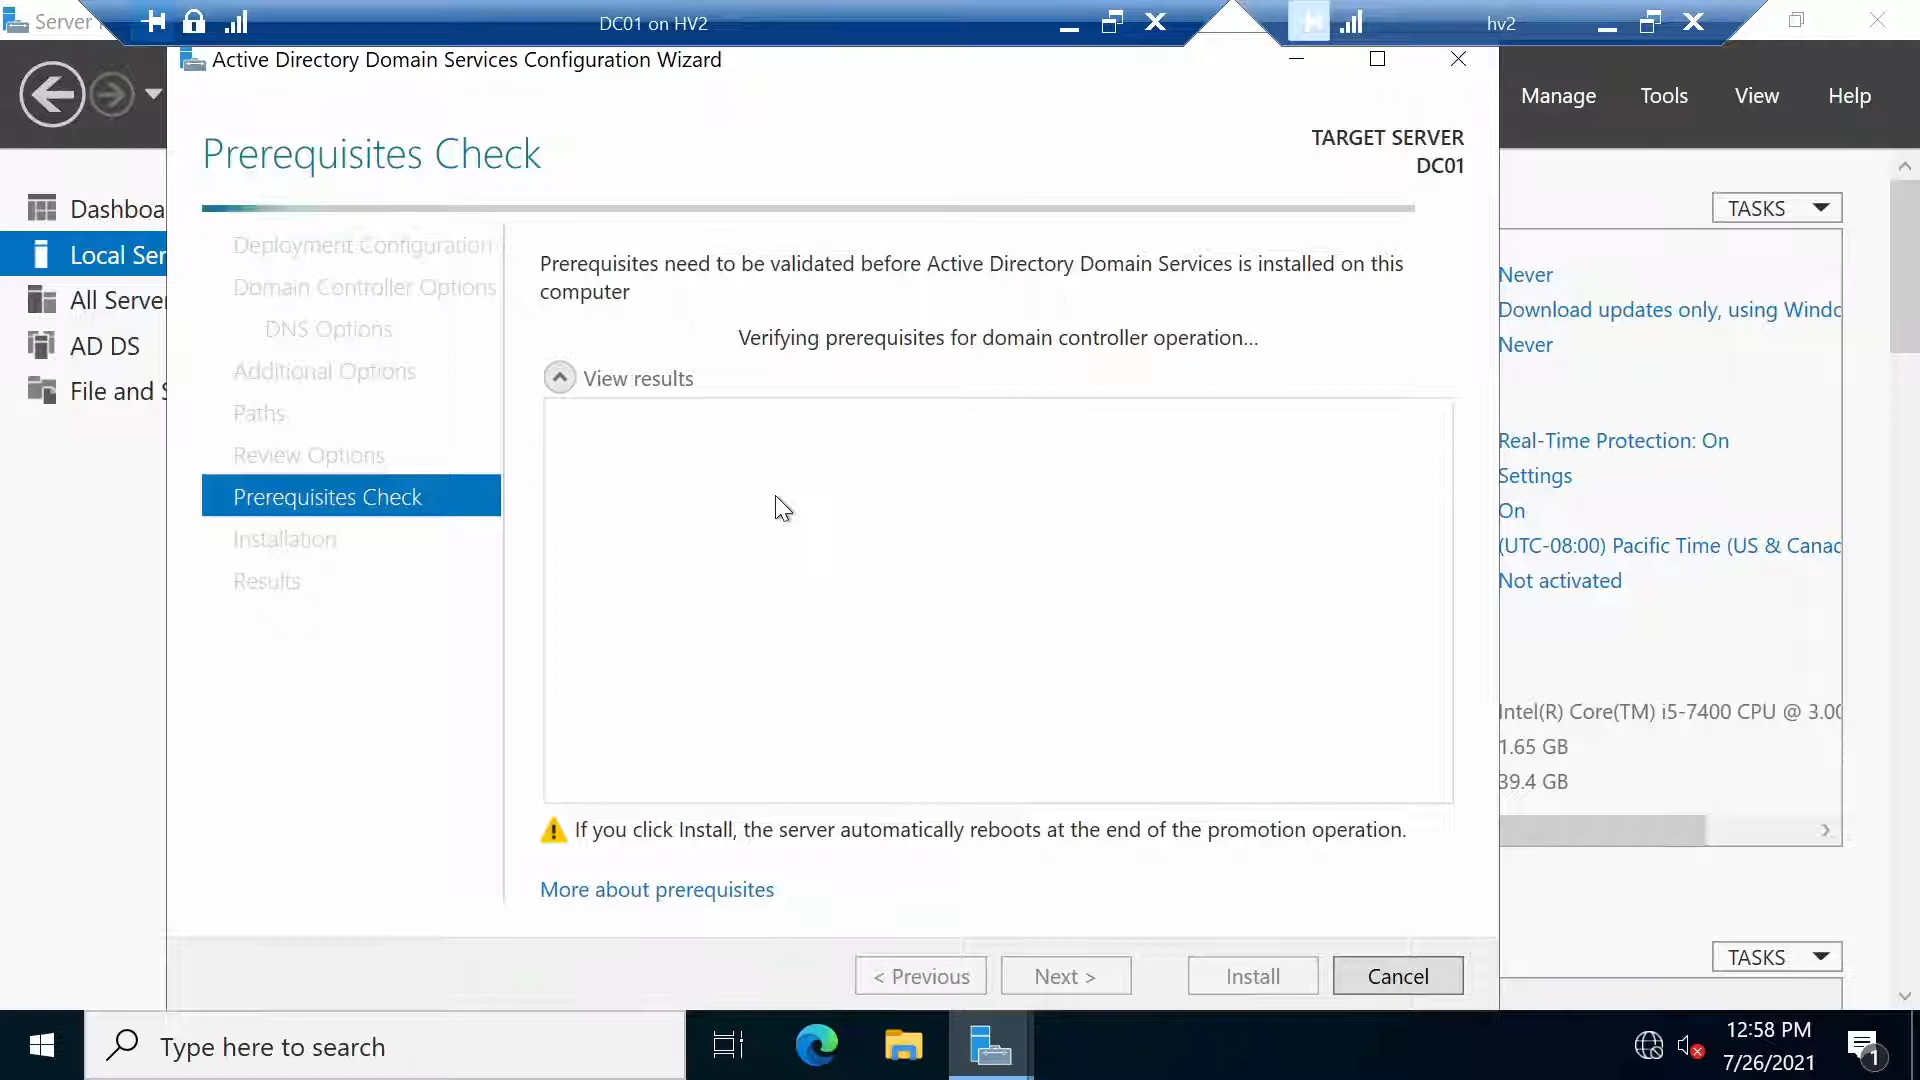 Server
DC01 on HV2
hv2
Active Directory Domain Services Configuration Wizard
Manage
Tools
View
Help
Prerequisites Check
TARGET SERVER
DC01
Dashboa
Local Ser
All Server
AD DS
File and S
Deployment Configuration
Domain Controller Options
DNS Options
Additional Options
Paths
Review Options
Prerequisites Check
Installation
Results
Prerequisites need to be validated before Active Directory Domain Services is installed on this
computer
Verifying prerequisites for domain controller operation...
View results
If you click Install, the server automatically reboots at the end of the promotion operation.
More about prerequisites
< Previous
Next >
Install
Cancel
TASKS
Never
Download updates only, using Windo
Never
Real-Time Protection: On
Settings
On
(UTC-08:00) Pacific Time (US & Canad
Not activated
Intel(R) Core(TM) i5-7400 CPU @ 3.00
1.65 GB
39.4 GB
TASKS
Type here to search
12:58 PM
7/26/2021
1